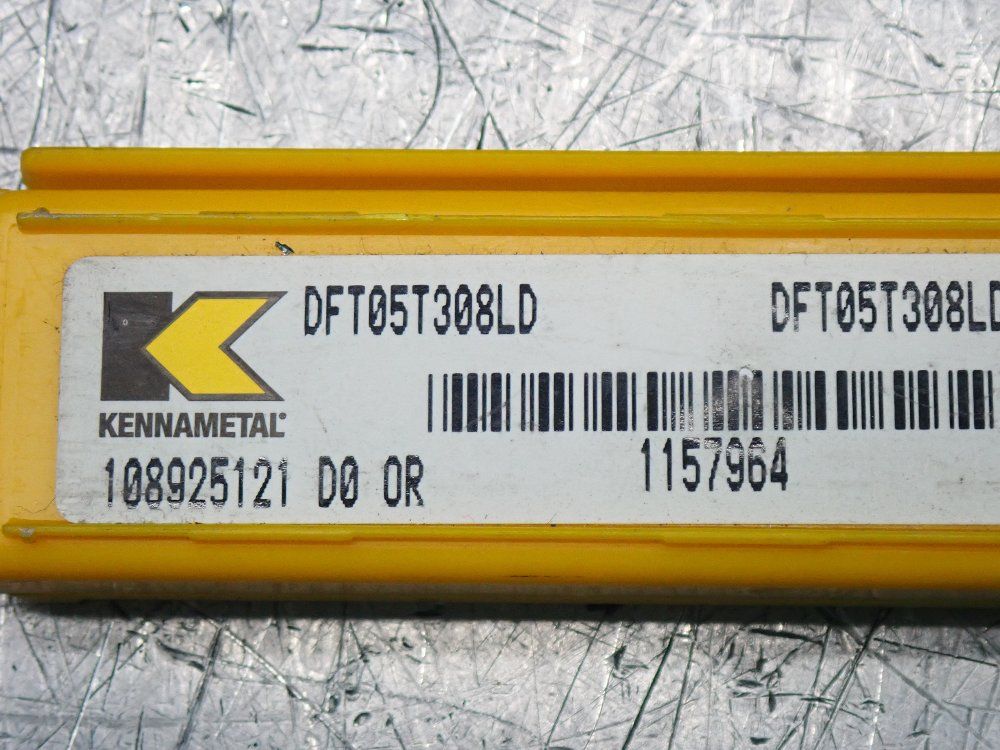 DFT05T308LD DFT05T308LD
KENNAMETAL®
108925121 D0 OR 1157964